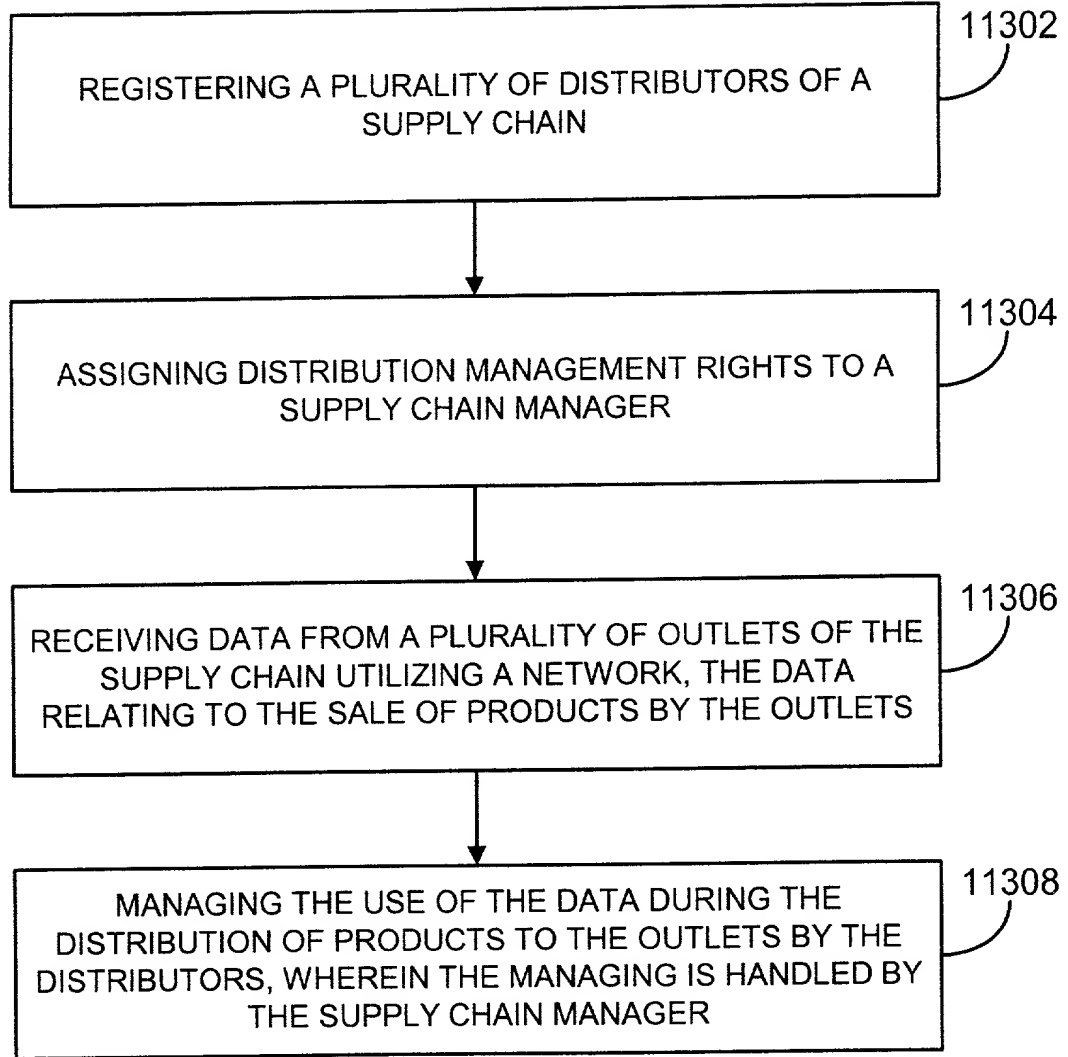 11302
REGISTERING A PLURALITY OF DISTRIBUTORS OF A
SUPPLY CHAIN
11304
ASSIGNING DISTRIBUTION MANAGEMENT RIGHTS TO A
SUPPLY CHAIN MANAGER
11306
RECEIVING DATA FROM A PLURALITY OF OUTLETS OF THE
SUPPLY CHAIN UTILIZING A NETWORK, THE DATA
RELATING TO THE SALE OF PRODUCTS BY THE OUTLETS
11308
MANAGING THE USE OF THE DATA DURING THE
DISTRIBUTION OF PRODUCTS TO THE OUTLETS BY THE
DISTRIBUTORS, WHEREIN THE MANAGING IS HANDLED BY
THE SUPPLY CHAIN MANAGER